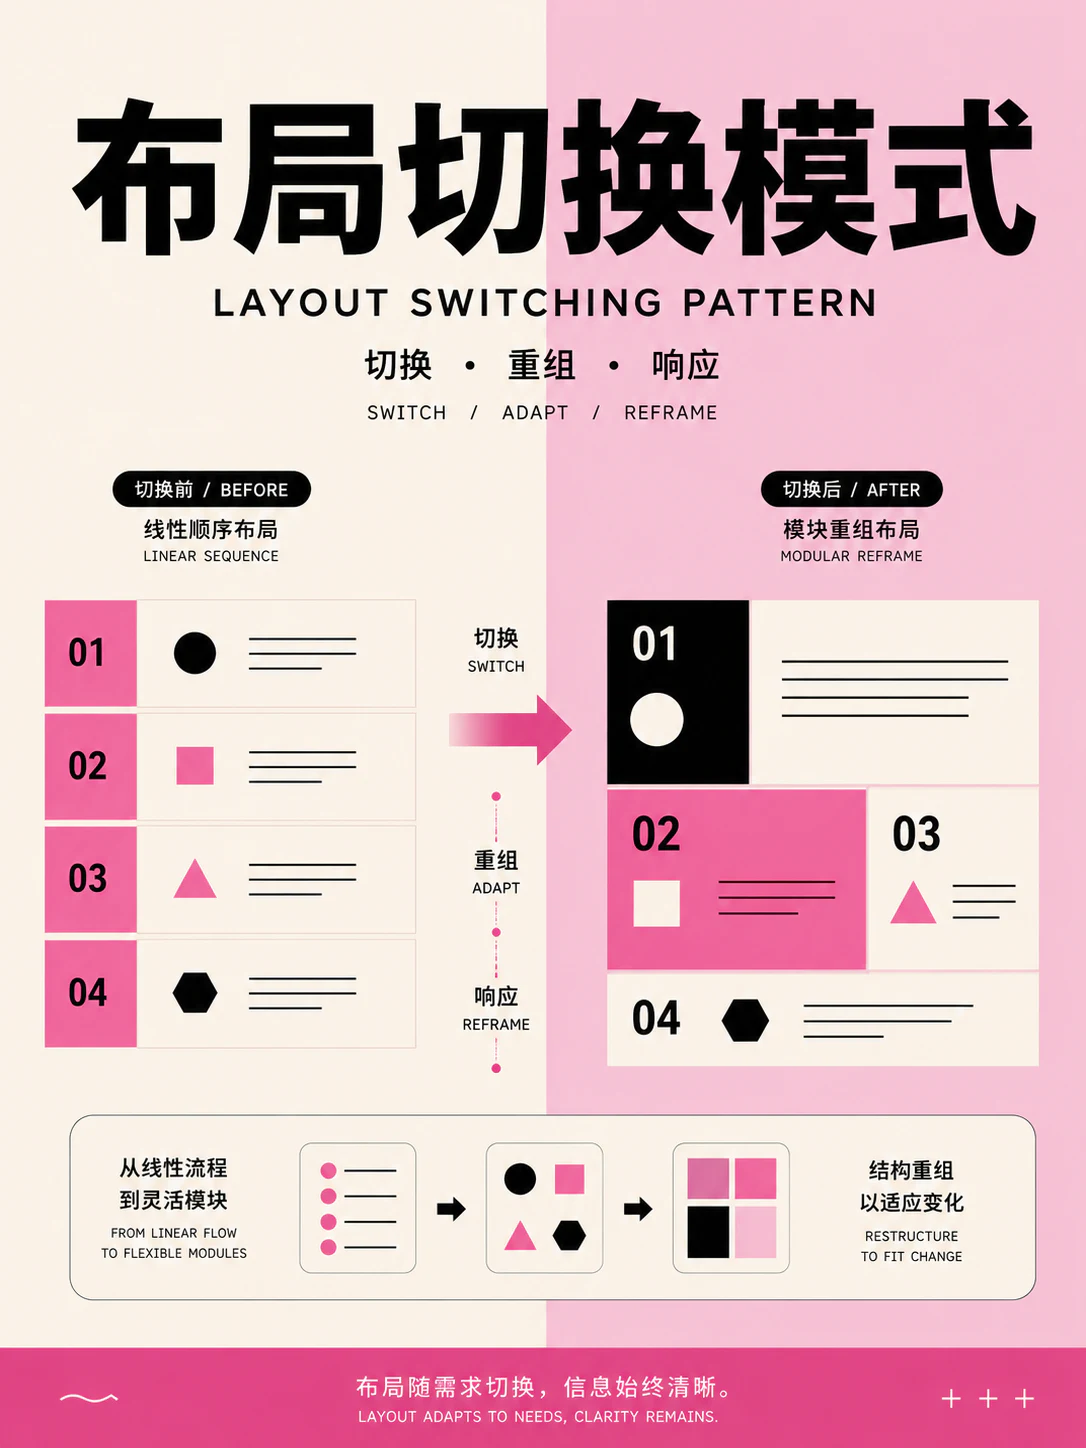 布局切换模式
LAYOUT SWITCHING PATTERN
切换 • 重组 • 响应
SWITCH / ADAPT / REFRAME
切换前 / BEFORE
线性顺序布局
LINEAR SEQUENCE
01
02
03
04
切换
SWITCH
重组
ADAPT
响应
REFRAME
切换后 / AFTER
模块重组布局
MODULAR REFRAME
01
02
03
04
从线性流程
到灵活模块
FROM LINEAR FLOW
TO FLEXIBLE MODULES
结构重组
以适应变化
RESTRUCTURE
TO FIT CHANGE
布局随需求切换，信息始终清晰。
LAYOUT ADAPTS TO NEEDS, CLARITY REMAINS.